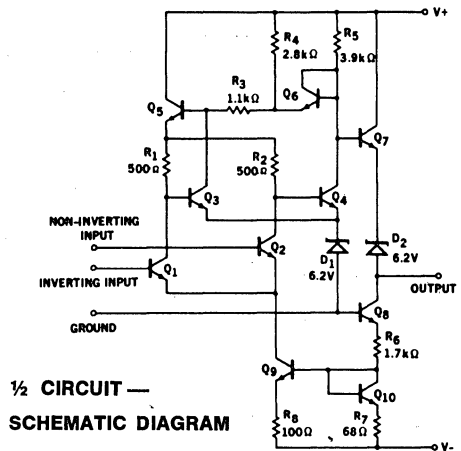 V+
R4
2.8kΩ
R5
3.9kΩ
R3
1.1kΩ
Q6
Q5
Q7
R1
500Ω
R2
500Ω
Q3
Q4
NON-INVERTING
INPUT
Q2
D1
6.2V
D2
6.2V
Q1
INVERTING INPUT
OUTPUT
GROUND
Q8
R6
1.7kΩ
Q9
Q10
½ CIRCUIT —
SCHEMATIC DIAGRAM
R8
100Ω
R7
68Ω
V-